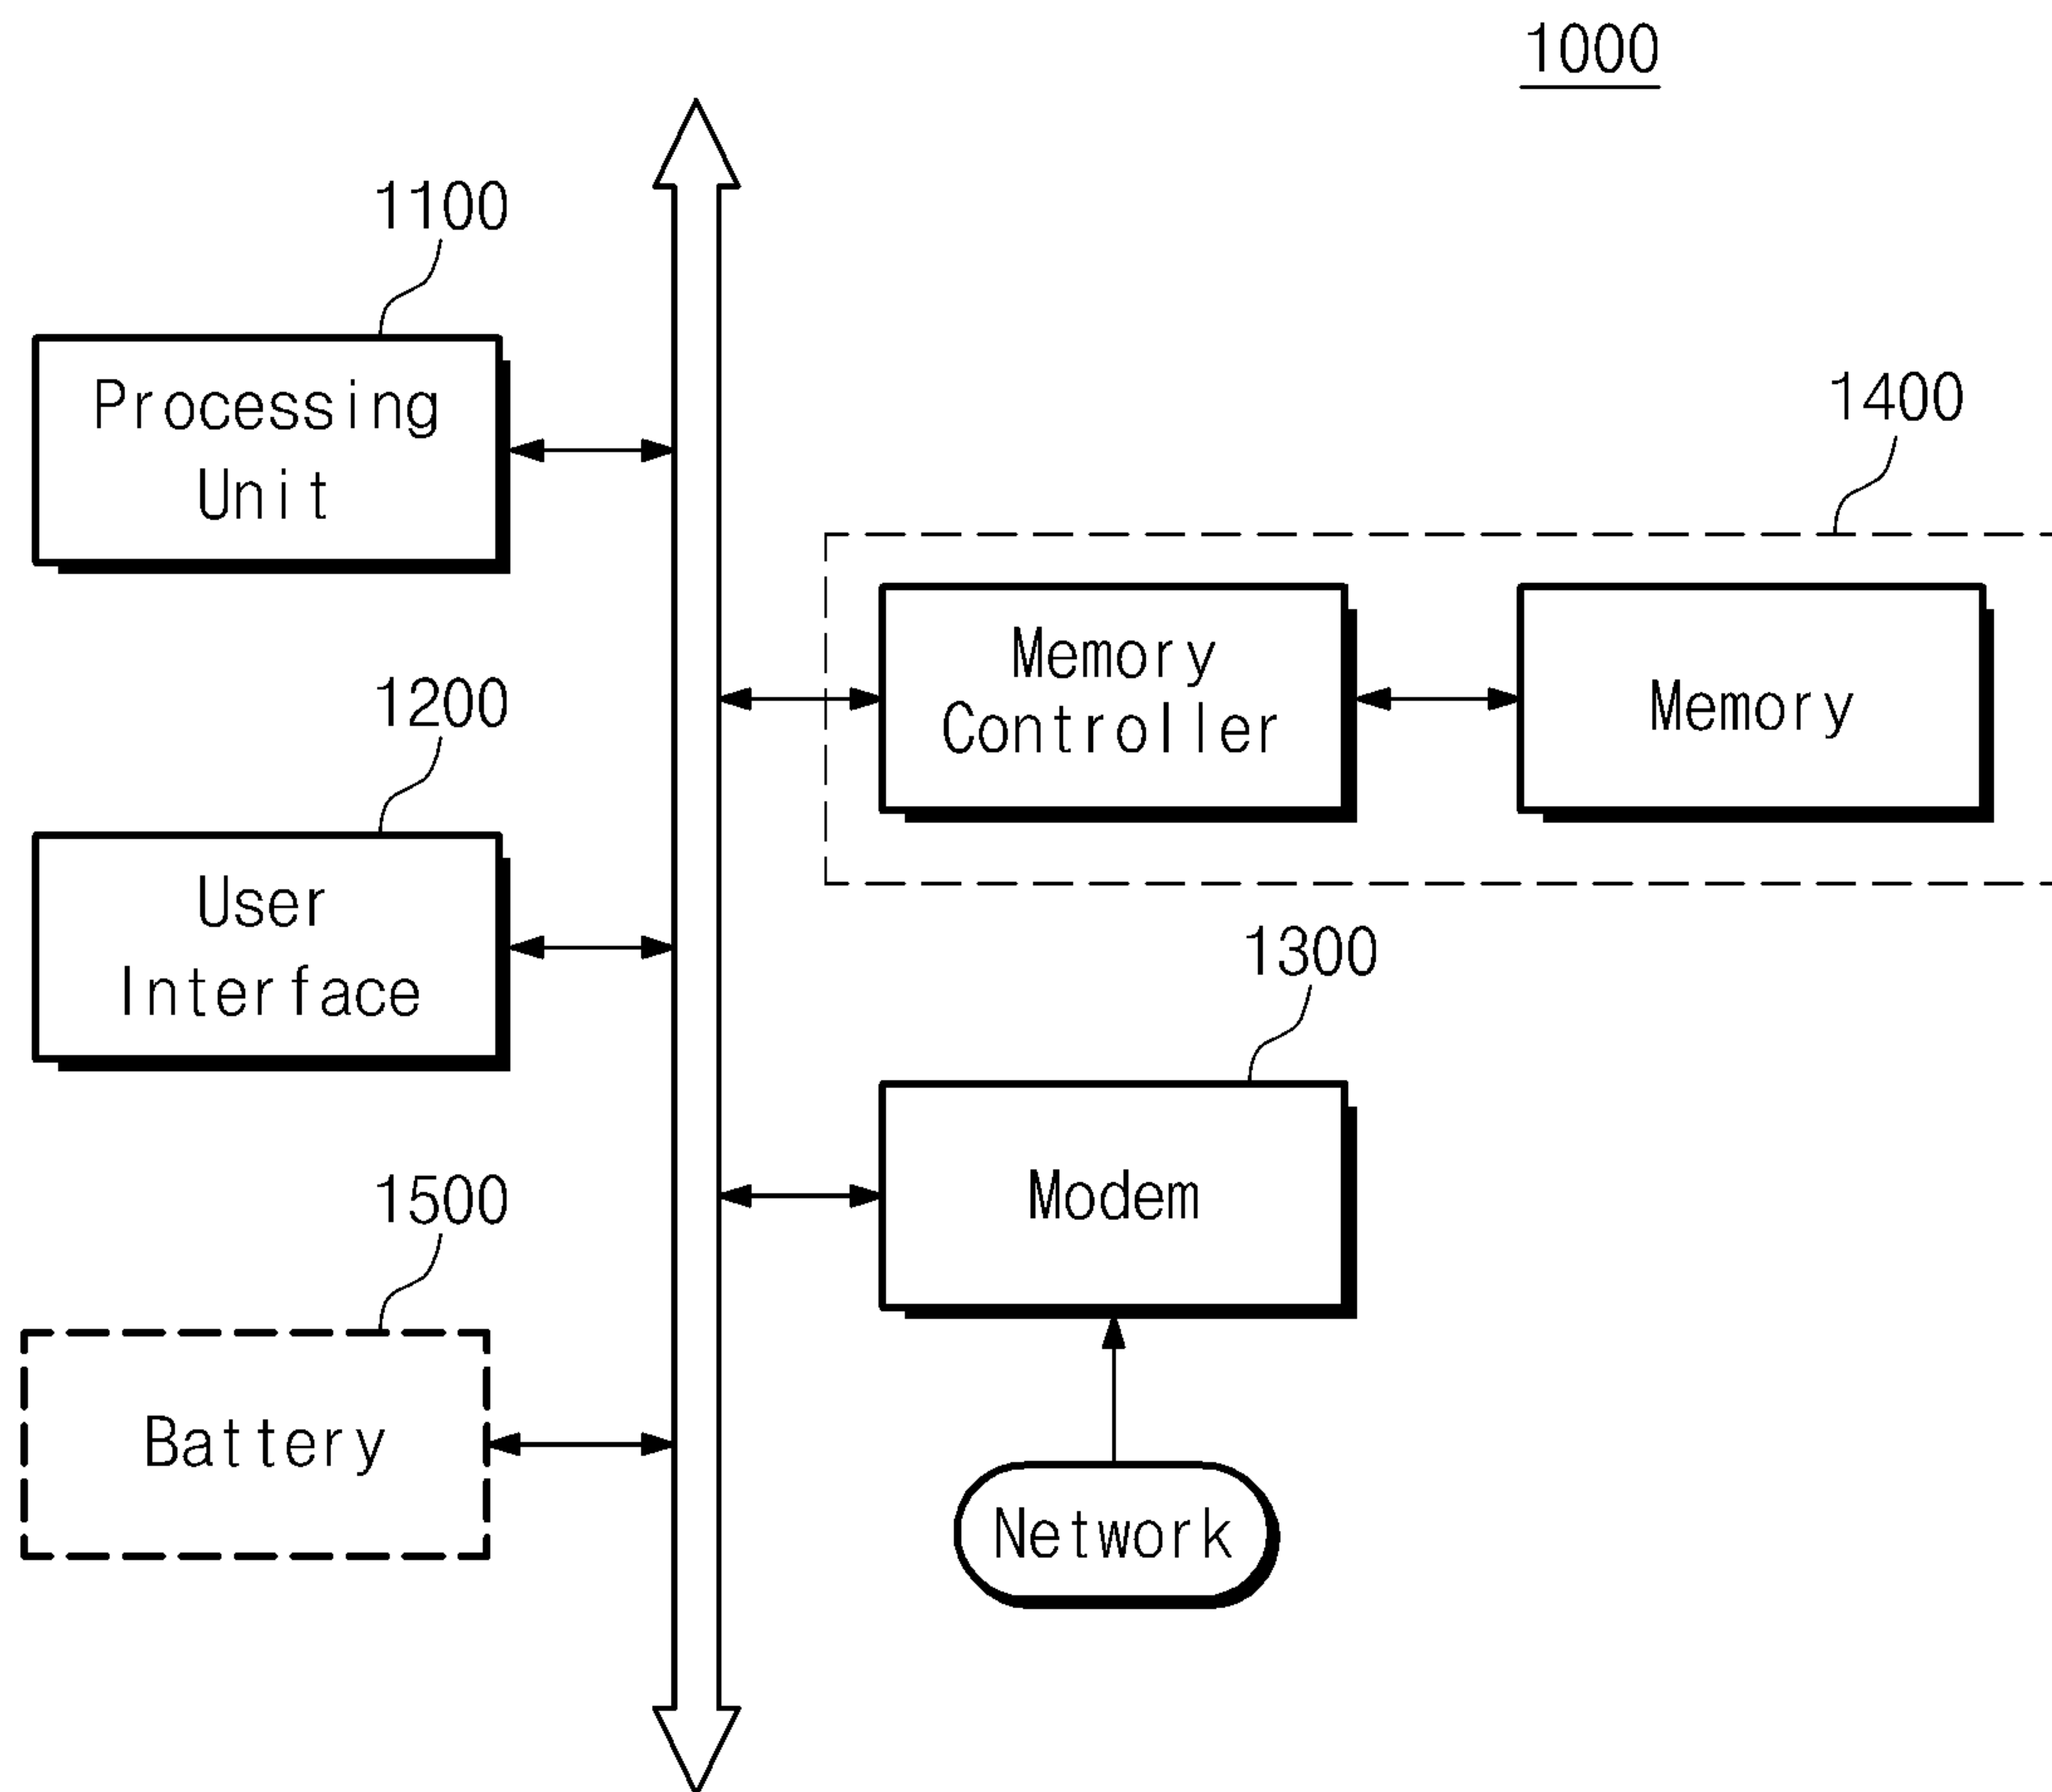 1000
1100
Processing
Unit
1400
Memory
Controller
Memory
1200
User
Interface
1300
Modem
1500
Battery
Network